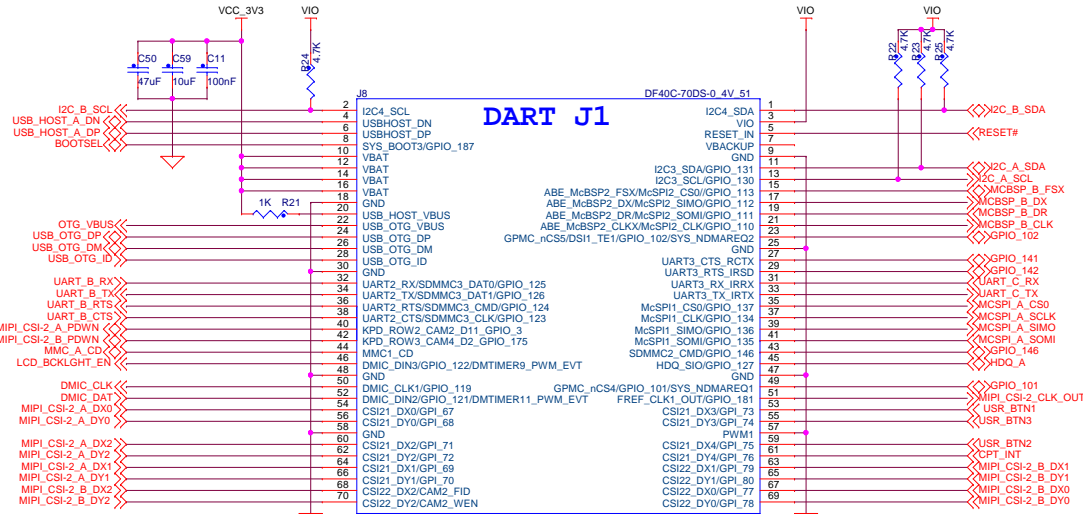 VCC_3V3 VIO VIO VIO
C50 C59 C11
47uF 10uF 100nF
R24 4.7K
R22 4.7K R23 4.7K R25 4.7K
J8 DF40C-70DS-0_4V_51
DART J1
I2C_B_SCL 2 I2C4_SCL I2C4_SDA 1 I2C_B_SDA
USB_HOST_A_DN 4 USBHOST_DN VIO 3
USB_HOST_A_DP 6 USBHOST_DP RESET_IN 5 RESET#
BOOTSEL 8 SYS_BOOT3/GPIO_187 VBACKUP 7
10 VBAT GND 9
12 VBAT I2C3_SDA/GPIO_131 11 I2C_A_SDA
14 VBAT I2C3_SCL/GPIO_130 13 I2C_A_SCL
16 VBAT ABE_McBSP2_FSX/McSPI2_CS0//GPIO_113 15 MCBSP_B_FSX
18 GND ABE_McBSP2_DX/McSPI2_SIMO/GPIO_112 17 MCBSP_B_DX
1K R21 20 USB_HOST_VBUS ABE_McBSP2_DR/McSPI2_SOMI/GPIO_111 19 MCBSP_B_DR
OTG_VBUS 22 USB_OTG_VBUS ABE_McBSP2_CLKX/McSPI2_CLK/GPIO_110 21 MCBSP_B_CLK
USB_OTG_DP 24 USB_OTG_DP GPMC_nCS5/DSI1_TE1/GPIO_102/SYS_NDMAREQ2 23 GPIO_102
USB_OTG_DM 26 USB_OTG_DM GND 25
USB_OTG_ID 28 USB_OTG_ID UART3_CTS_RCTX 27 GPIO_141
30 GND UART3_RTS_IRSD 29 GPIO_142
UART_B_RX 32 UART2_RX/SDMMC3_DAT0/GPIO_125 UART3_RX_IRRX 31 UART_C_RX
UART_B_TX 34 UART2_TX/SDMMC3_DAT1/GPIO_126 UART3_TX_IRTX 33 UART_C_TX
UART_B_RTS 36 UART2_RTS/SDMMC3_CMD/GPIO_124 McSPI1_CS0/GPIO_137 35 MCSPI_A_CS0
UART_B_CTS 38 UART2_CTS/SDMMC3_CLK/GPIO_123 McSPI1_CLK/GPIO_134 37 MCSPI_A_SCLK
MIPI_CSI-2_A_PDWN 40 KPD_ROW2_CAM2_D11_GPIO_3 McSPI1_SIMO/GPIO_136 39 MCSPI_A_SIMO
MIPI_CSI-2_B_PDWN 42 KPD_ROW3_CAM4_D2_GPIO_175 McSPI1_SOMI/GPIO_135 41 MCSPI_A_SOMI
MMC_A_CD 44 MMC1_CD SDMMC2_CMD/GPIO_146 43 GPIO_146
LCD_BCKLGHT_EN 46 DMIC_DIN3/GPIO_122/DMTIMER9_PWM_EVT HDQ_SIO/GPIO_127 45 HDQ_A
48 GND GND 47
DMIC_CLK 50 DMIC_CLK1/GPIO_119 GPMC_nCS4/GPIO_101/SYS_NDMAREQ1 49 GPIO_101
DMIC_DAT 52 DMIC_DIN2/GPIO_121/DMTIMER11_PWM_EVT FREF_CLK1_OUT/GPIO_181 51 MIPI_CSI-2_CLK_OUT
MIPI_CSI-2_A_DX0 54 CSI21_DX0/GPI_67 CSI21_DX3/GPI_73 53 USR_BTN1
MIPI_CSI-2_A_DY0 56 CSI21_DY0/GPI_68 CSI21_DY3/GPI_74 55 USR_BTN3
58 GND PWM1 57
MIPI_CSI-2_A_DX2 60 CSI21_DX2/GPI_71 CSI21_DX4/GPI_75 59 USR_BTN2
MIPI_CSI-2_A_DY2 62 CSI21_DY2/GPI_72 CSI21_DY4/GPI_76 61 CPT_INT
MIPI_CSI-2_A_DX1 64 CSI21_DX1/GPI_69 CSI22_DX1/GPI_79 63 MIPI_CSI-2_B_DX1
MIPI_CSI-2_A_DY1 66 CSI21_DY1/GPI_70 CSI22_DY1/GPI_80 65 MIPI_CSI-2_B_DY1
MIPI_CSI-2_B_DX2 68 CSI22_DX2/CAM2_FID CSI22_DX0/GPI_77 67 MIPI_CSI-2_B_DX0
MIPI_CSI-2_B_DY2 70 CSI22_DY2/CAM2_WEN CSI22_DY0/GPI_78 69 MIPI_CSI-2_B_DY0